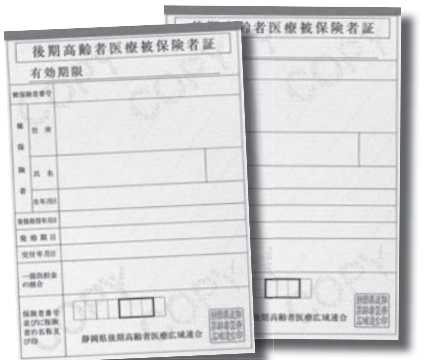 後期高齢者医療被保険者証
有効期限
被保険者番号
被保険者
住所
氏名
生年月日
資格取得年月日
発効期日
交付年月日
一部負担金
の割合
保険者番号
並びに保険
者の名称及
び印
静岡県後期高齢者医療広域連合
COPY
後期高齢者医療被保険者証
後期高齢者医療広域連合
COPY